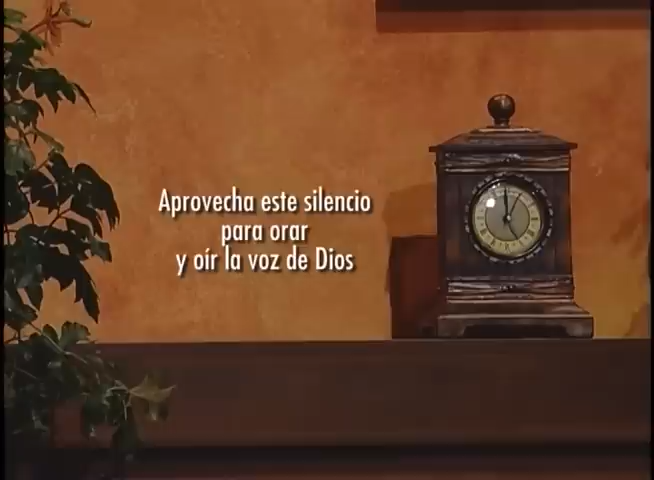 Aprovecha este silencio
para orar
y oír la voz de Dios